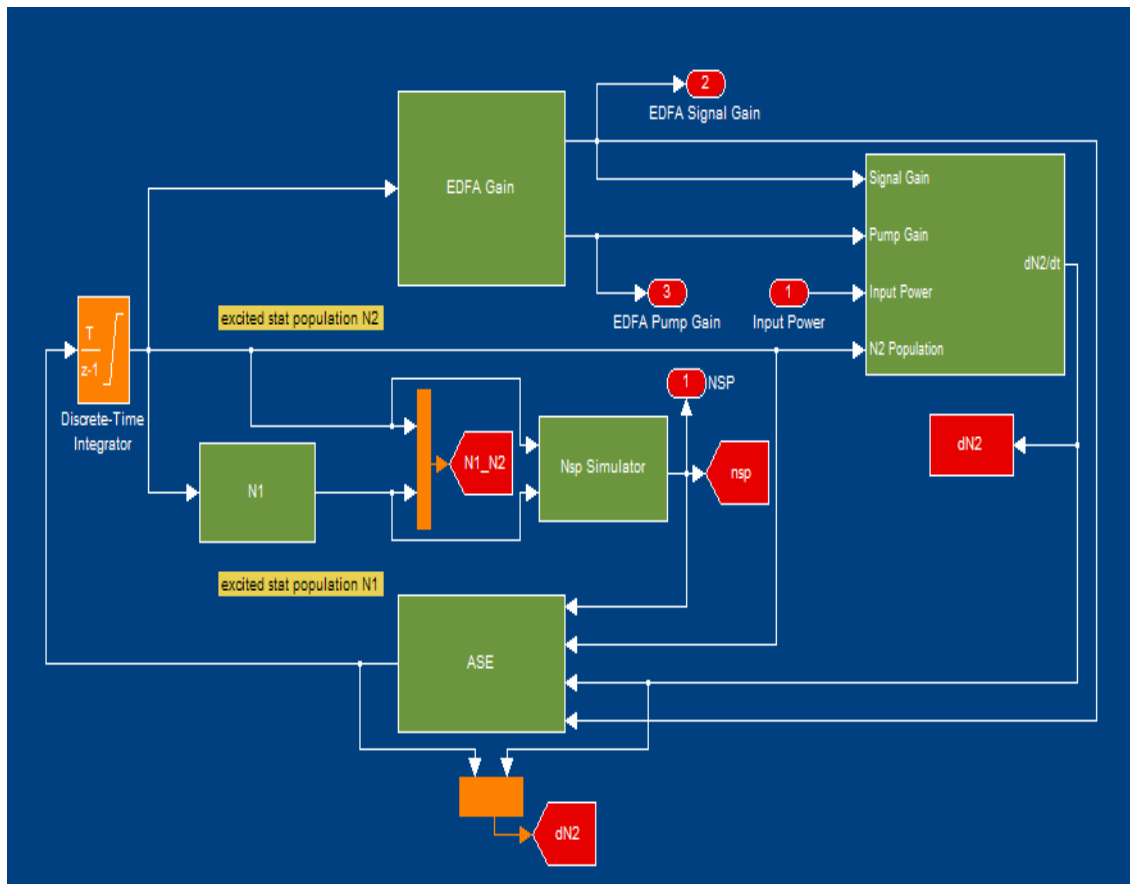 2
EDFA Signal Gain
EDFA Gain
Signal Gain
Pump Gain
dN2/dt
Input Power
N2 Population
3
EDFA Pump Gain
1
Input Power
excited stat population N2
T
z-1
Discrete-Time
Integrator
1
NSP
N1_N2
Nsp Simulator
nsp
dN2
N1
excited stat population N1
ASE
dN2